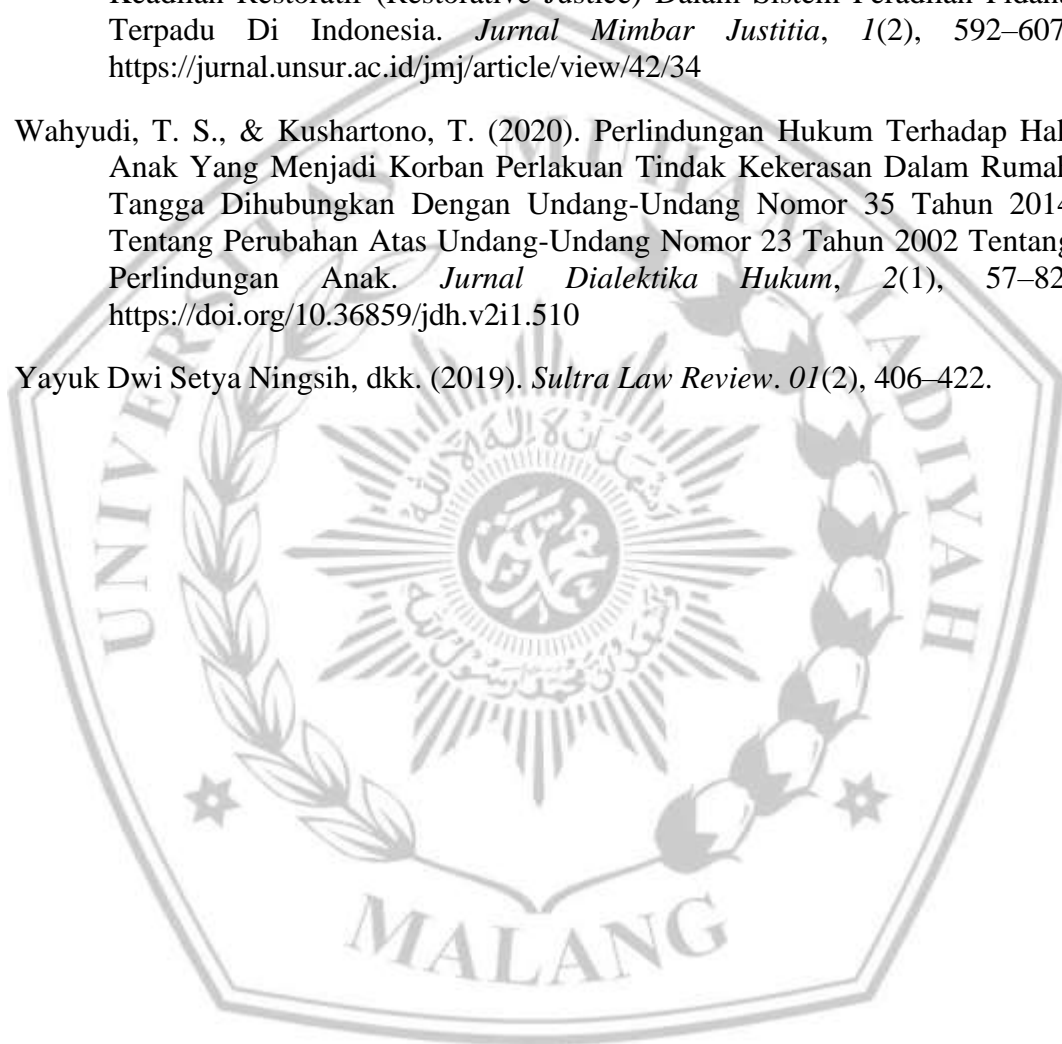 Keadilan Restoratif (Restorative Justice) Dalam Sistem Peradilan Pidana
Terpadu Di Indonesia. Jurnal Mimbar Justitia, 1(2), 592–607
https://jurnal.unsur.ac.id/jmj/article/view/42/34
Wahyudi, T. S., & Kushartono, T. (2020). Perlindungan Hukum Terhadap Hak
Anak Yang Menjadi Korban Perlakuan Tindak Kekerasan Dalam Rumah
Tangga Dihubungkan Dengan Undang-Undang Nomor 35 Tahun 2014
Tentang Perubahan Atas Undang-Undang Nomor 23 Tahun 2002 Tentang
Perlindungan Anak. Jurnal Dialektika Hukum, 2(1), 57–82
https://doi.org/10.36859/jdh.v2i1.510
Yayuk Dwi Setya Ningsih, dkk. (2019). Sultra Law Review. 01(2), 406–422.
UNIVERSITAS MUHAMMADIYAH
MALANG